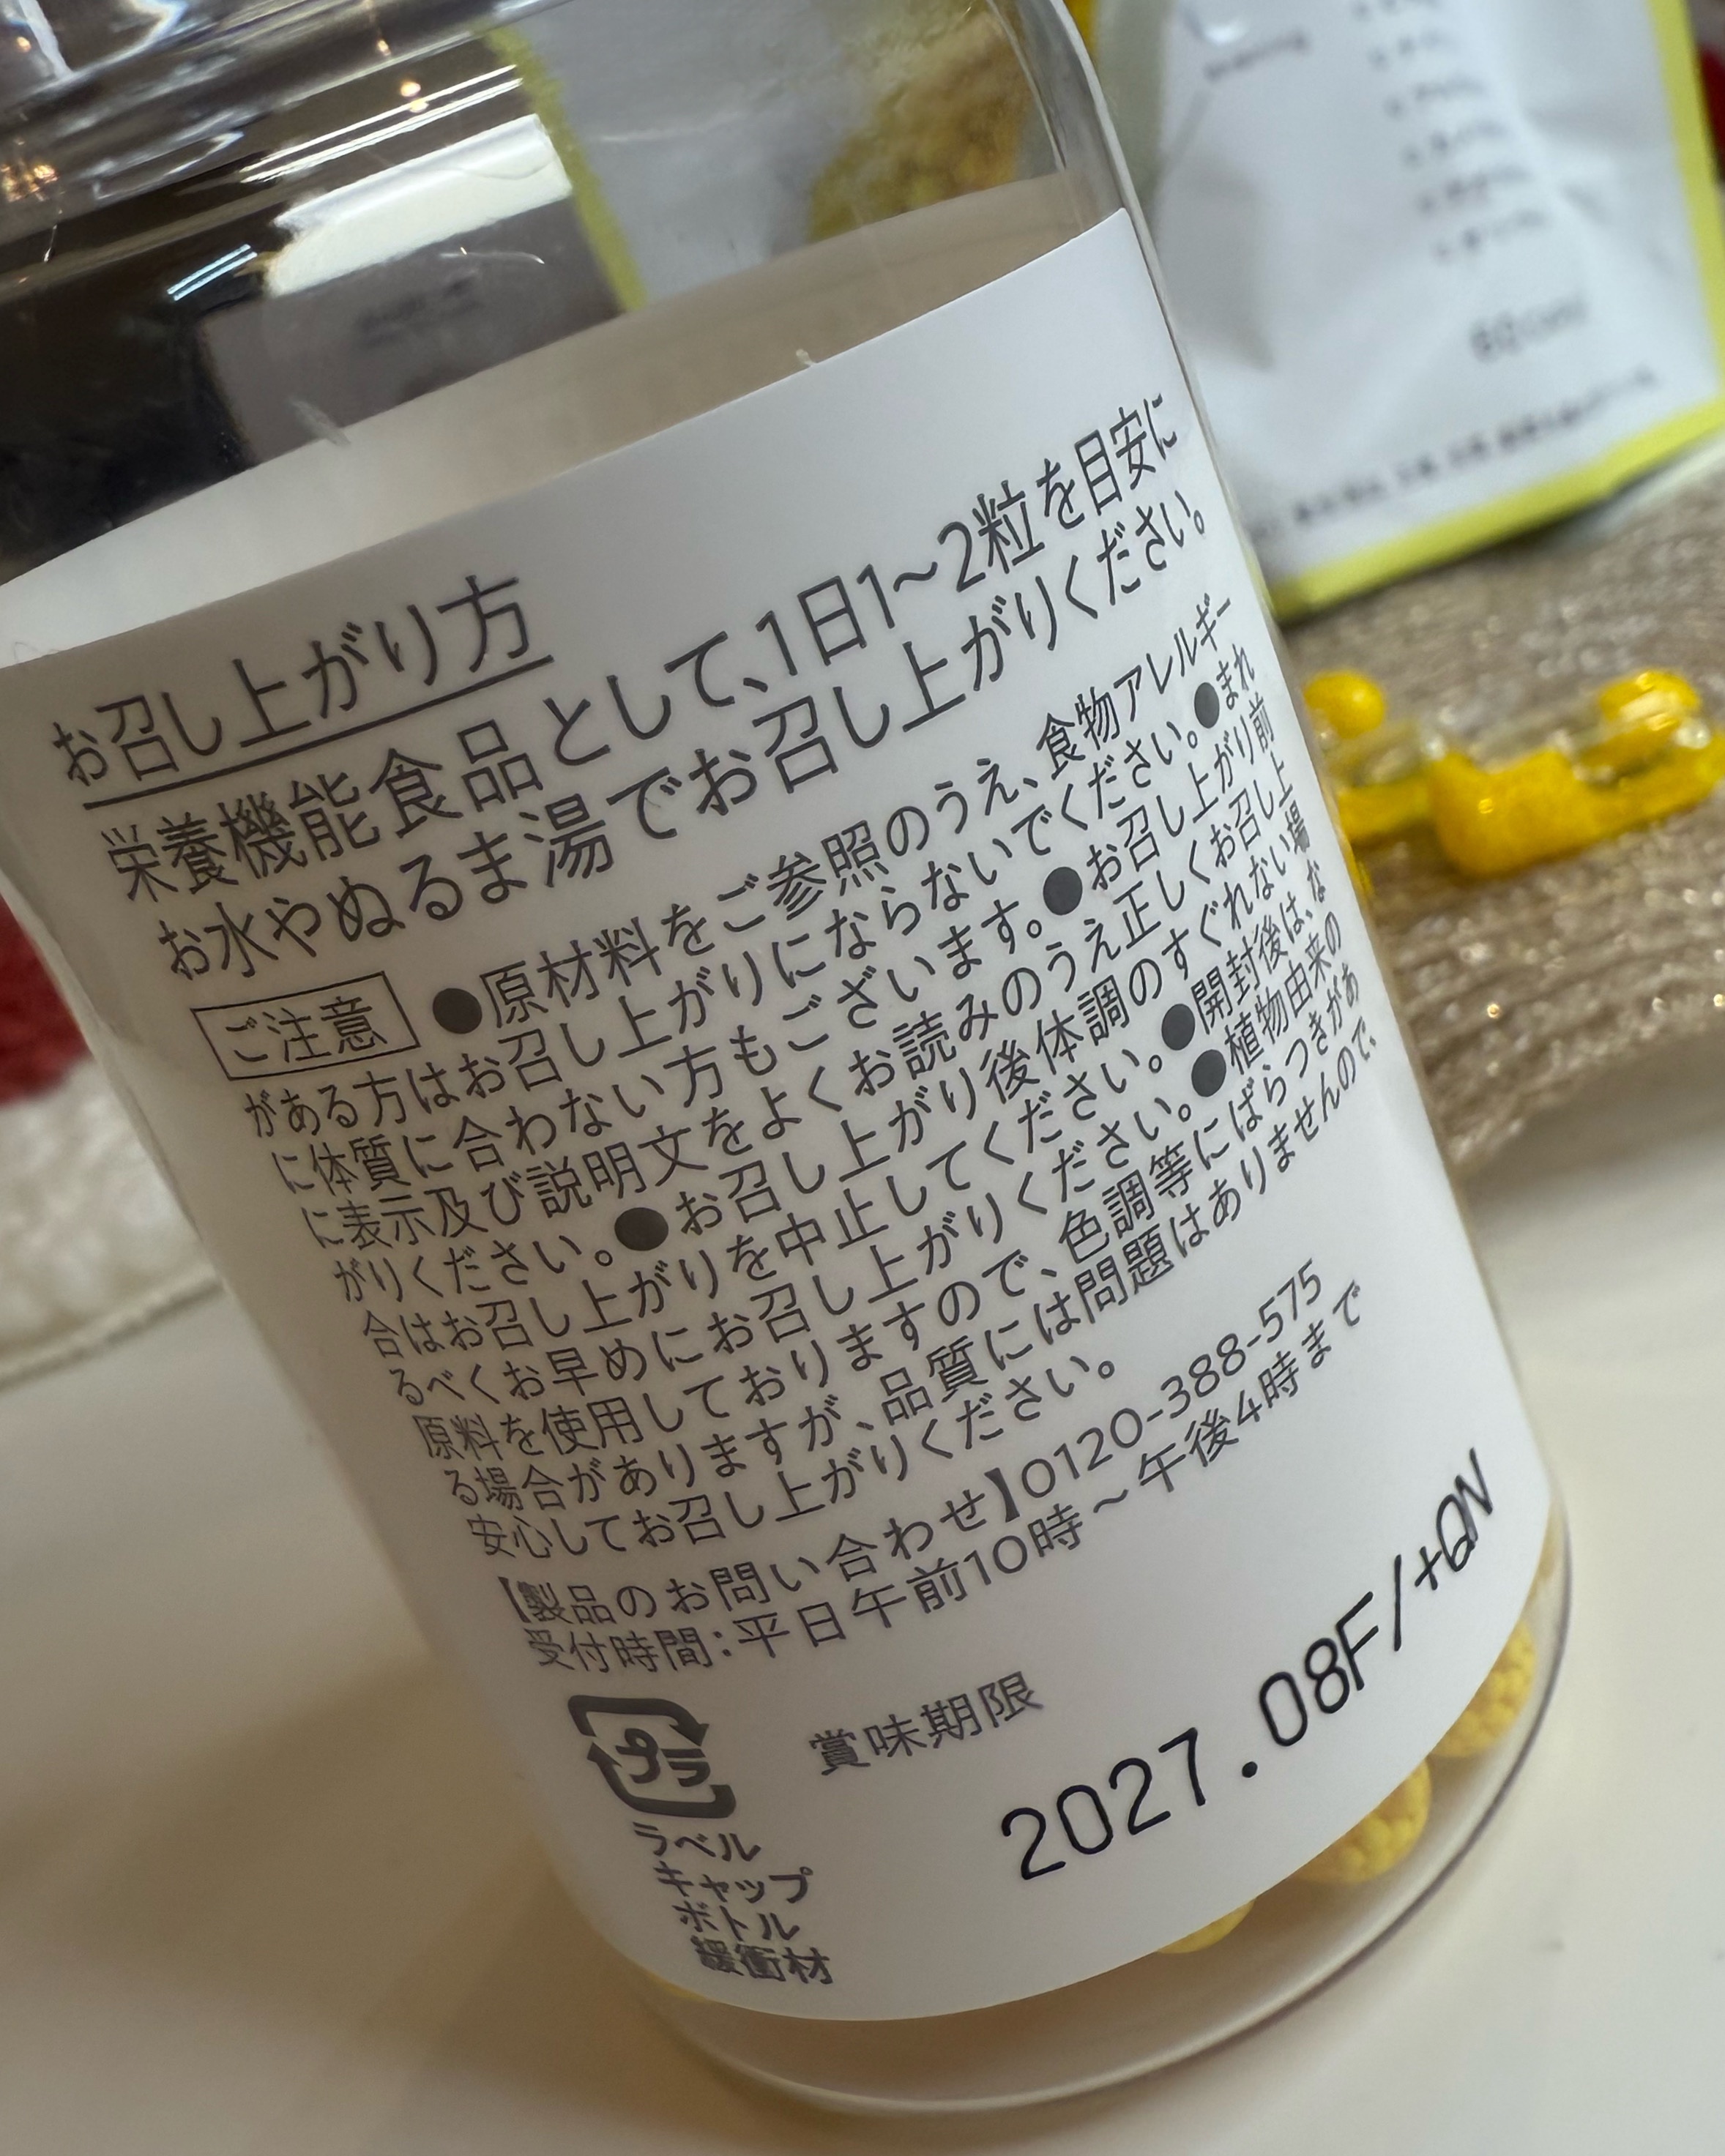 お召し上がり方
栄養機能食品として、1日1〜2粒を目安に
お水やぬるま湯でお召し上がりください。
ご注意 ●原材料をご参照のうえ、食物アレルギー
がある方はお召し上がりにならないでください。●まれ
に体質に合わない方もございます。●お召し上がり前
に表示及び説明文をよくお読みのうえ正しくお召し上
がりください。●お召し上がり後体調のすぐれない場
合はお召し上がりを中止してください。●開封後は、な
るべくお早めにお召し上がりください。●植物由来の
原料を使用しておりますので、色調等にばらつきがあ
る場合がありますが、品質には問題はありませんので、
安心してお召し上がりください。
【製品のお問い合わせ】0120-388-575
受付時間：平日午前10時〜午後4時まで
プラ
ラベル
キャップ
ボトル
緩衝材
賞味期限
2027.08F/+QN